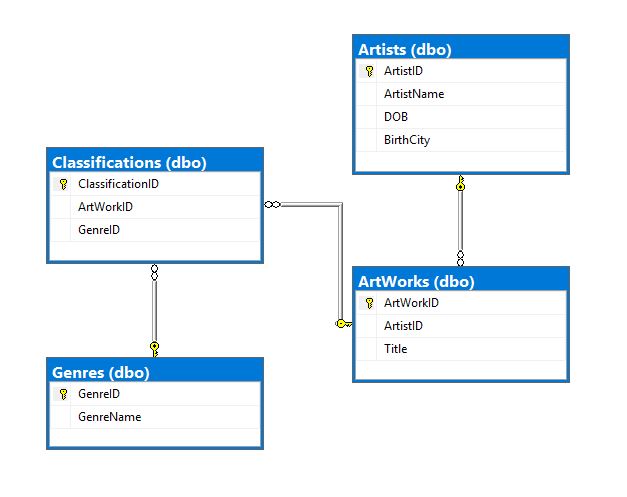 Artists (dbo)
ArtistID
ArtistName
DOB
BirthCity
Classifications (dbo)
ClassificationID
ArtWorkID
GenreID
ArtWorks (dbo)
ArtWorkID
ArtistID
Title
Genres (dbo)
GenreID
GenreName